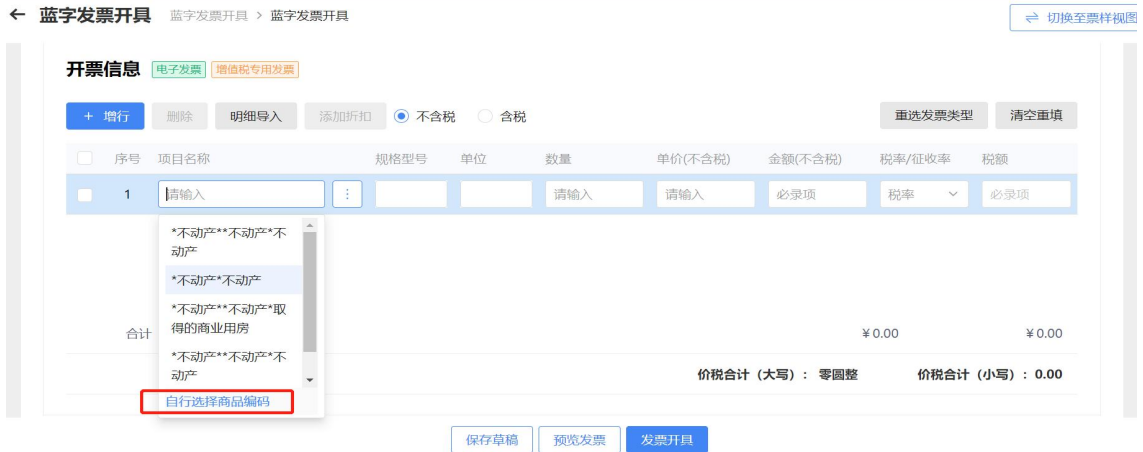 ← 蓝字发票开具 蓝字发票开具 > 蓝字发票开具 ⇌ 切换至票样视图
开票信息 电子发票 增值税专用发票
+ 增行 删除 明细导入 添加折扣 不含税 含税 重选发票类型 清空重填
序号 项目名称 规格型号 单位 数量 单价(不含税) 金额(不含税) 税率/征收率 税额
1 请输入 请输入 请输入 必录项 税率 必录项
*不动产**不动产*不
动产
*不动产*不动产
*不动产**不动产*取
得的商业用房
合计 ¥0.00 ¥0.00
*不动产**不动产*不
动产
价税合计（大写）： 零圆整 价税合计（小写）：0.00
自行选择商品编码
保存草稿 预览发票 发票开具